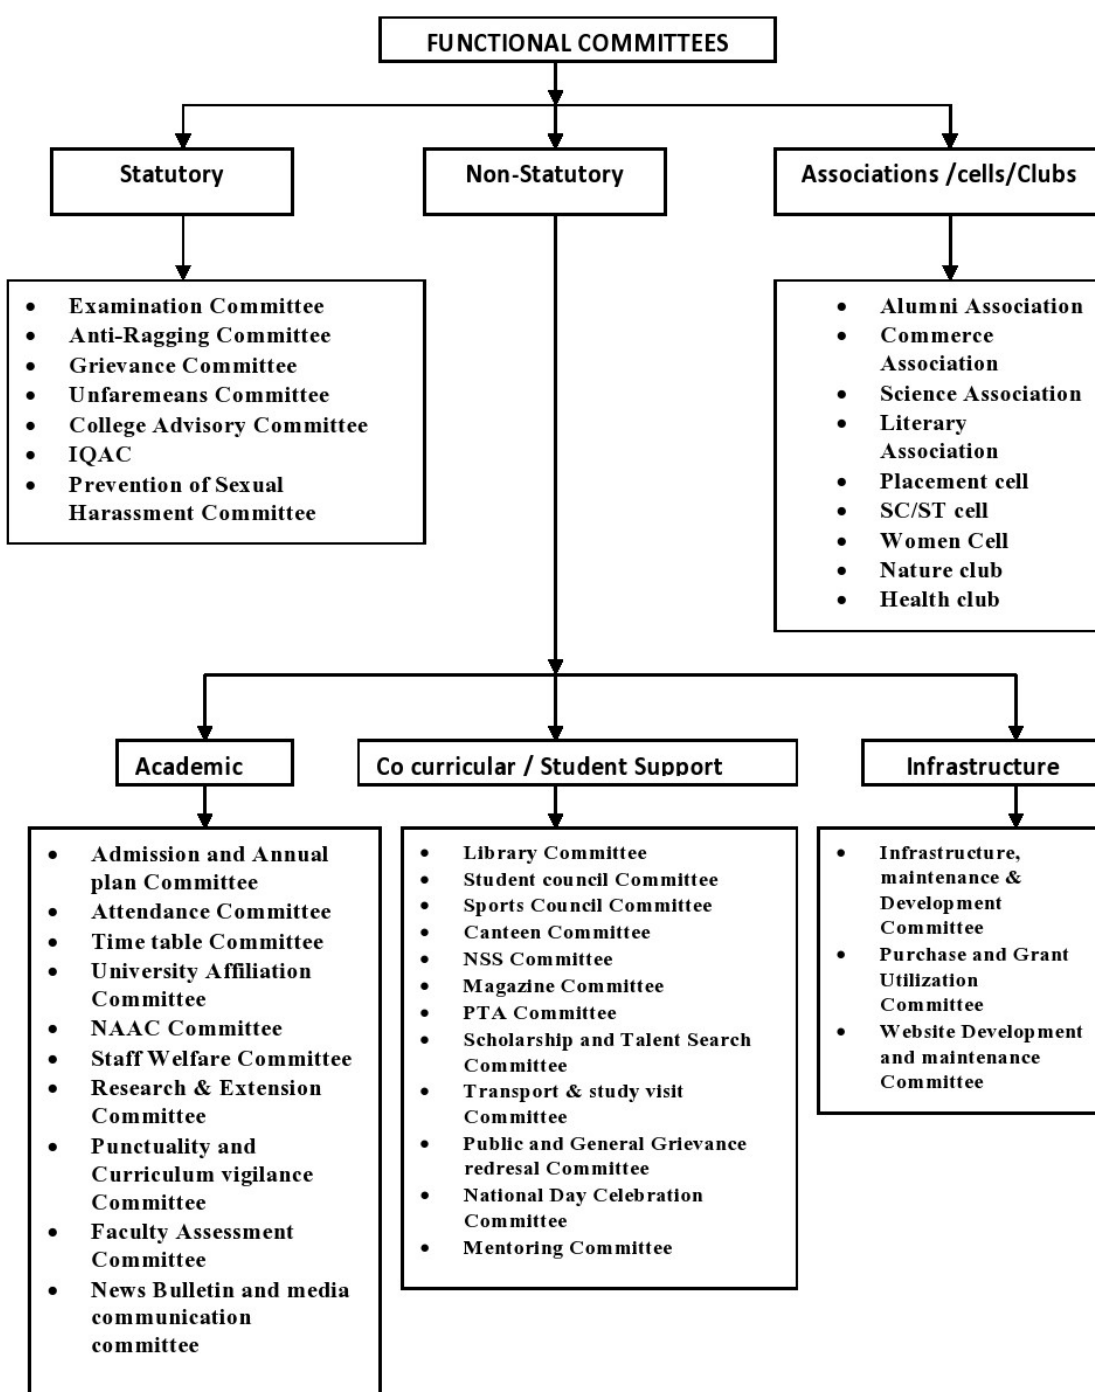 FUNCTIONAL COMMITTEES
Statutory
Non-Statutory
Associations /cells/Clubs
• Examination Committee
• Anti-Ragging Committee
• Grievance Committee
• Unfaremeans Committee
• College Advisory Committee
• IQAC
• Prevention of Sexual
Harassment Committee
• Alumni Association
• Commerce
Association
• Science Association
• Literary
Association
• Placement cell
• SC/ST cell
• Women Cell
• Nature club
• Health club
Academic
Co curricular / Student Support
Infrastructure
• Admission and Annual
plan Committee
• Attendance Committee
• Time table Committee
• University Affiliation
Committee
• NAAC Committee
• Staff Welfare Committee
• Research & Extension
Committee
• Punctuality and
Curriculum vigilance
Committee
• Faculty Assessment
Committee
• News Bulletin and media
communication
committee
• Library Committee
• Student council Committee
• Sports Council Committee
• Canteen Committee
• NSS Committee
• Magazine Committee
• PTA Committee
• Scholarship and Talent Search
Committee
• Transport & study visit
Committee
• Public and General Grievance
redresal Committee
• National Day Celebration
Committee
• Mentoring Committee
• Infrastructure,
maintenance &
Development
Committee
• Purchase and Grant
Utilization
Committee
• Website Development
and maintenance
Committee